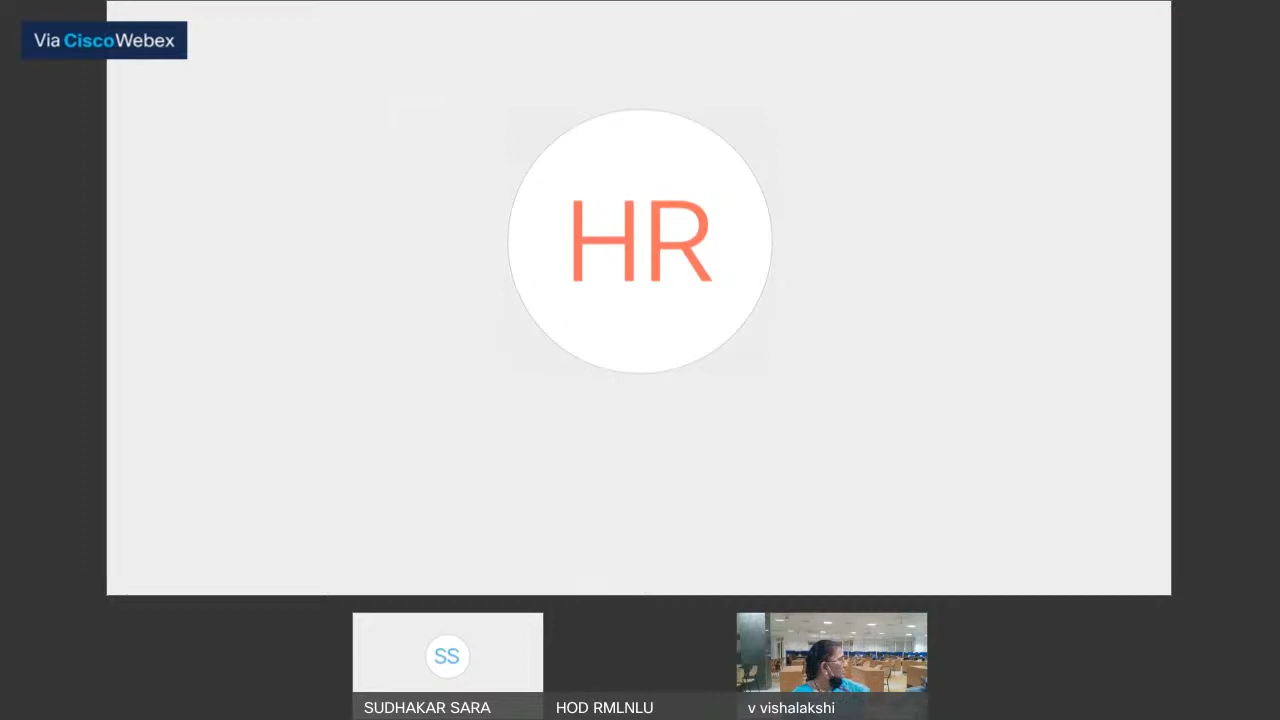 Via CiscoWebex
HR
SS
SUDHAKAR SARA
HOD RMLNLU
v vishalakshi